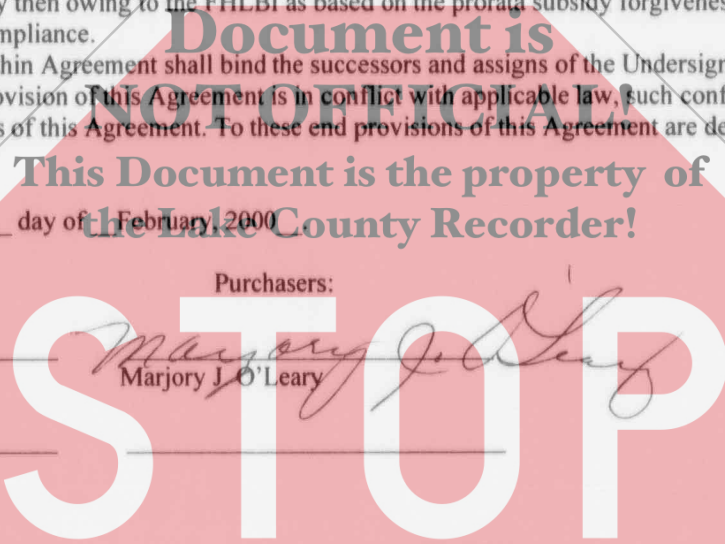 then owing to the FHLBI as based on the prorata subsidy
mpliance.
Document is
hin Agreement shall bind the successors and assigns of the Undersign
NOT OFFICIAL!
ovision of this Agreement is in conflict with applicable law, such conf
s of this Agreement. To these end provisions of this Agreement are de
This Document is the property of
the Lake County Recorder!
day of February, 2000.
Purchasers:
Marjory J. O'Leary
Marjory J. O'Leary
STOP